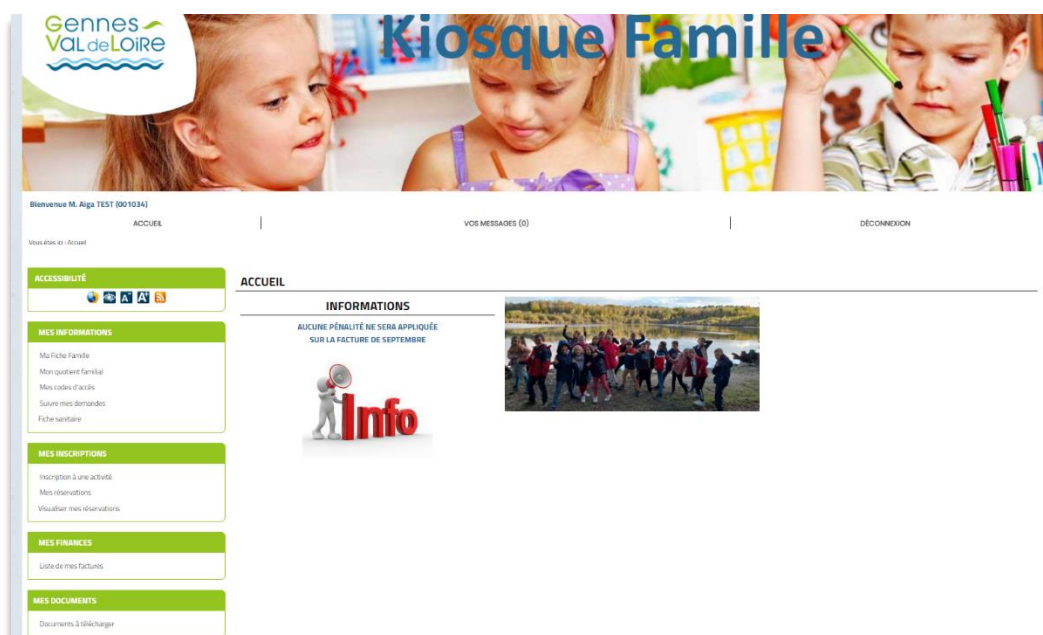 Gennes
Val de Loire
Kiosque Famille
Bienvenue M. Aiga TEST (001034)
ACCUEIL
VOS MESSAGES (0)
DÉCONNEXION
Vous êtes ici : Accueil
ACCESSIBILITÉ
A-
A+
MES INFORMATIONS
Ma Fiche Famille
Mon quotient familial
Mes codes d'accès
Suivre mes demandes
Fiche sanitaire
MES INSCRIPTIONS
Inscription à une activité
Mes réservations
Visualiser mes réservations
MES FINANCES
Liste de mes factures
MES DOCUMENTS
Documents à télécharger
ACCUEIL
INFORMATIONS
AUCUNE PÉNALITÉ NE SERA APPLIQUÉE
SUR LA FACTURE DE SEPTEMBRE
Info